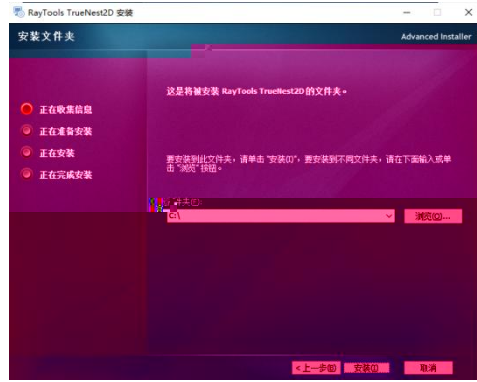 RayTools TrueNest2D 安装
安装文件夹
Advanced Installer
这是将被安装 RayTools TrueNest2D 的文件夹。
正在收集信息
正在准备安装
正在安装
正在完成安装
要安装到此文件夹，请单击 "安装(I)"，要安装到不同文件夹，请在下面输入或单
击 "浏览" 按钮。
文件夹(E):
C:\
浏览(O)...
< 上一步(B)
安装(I)
取消